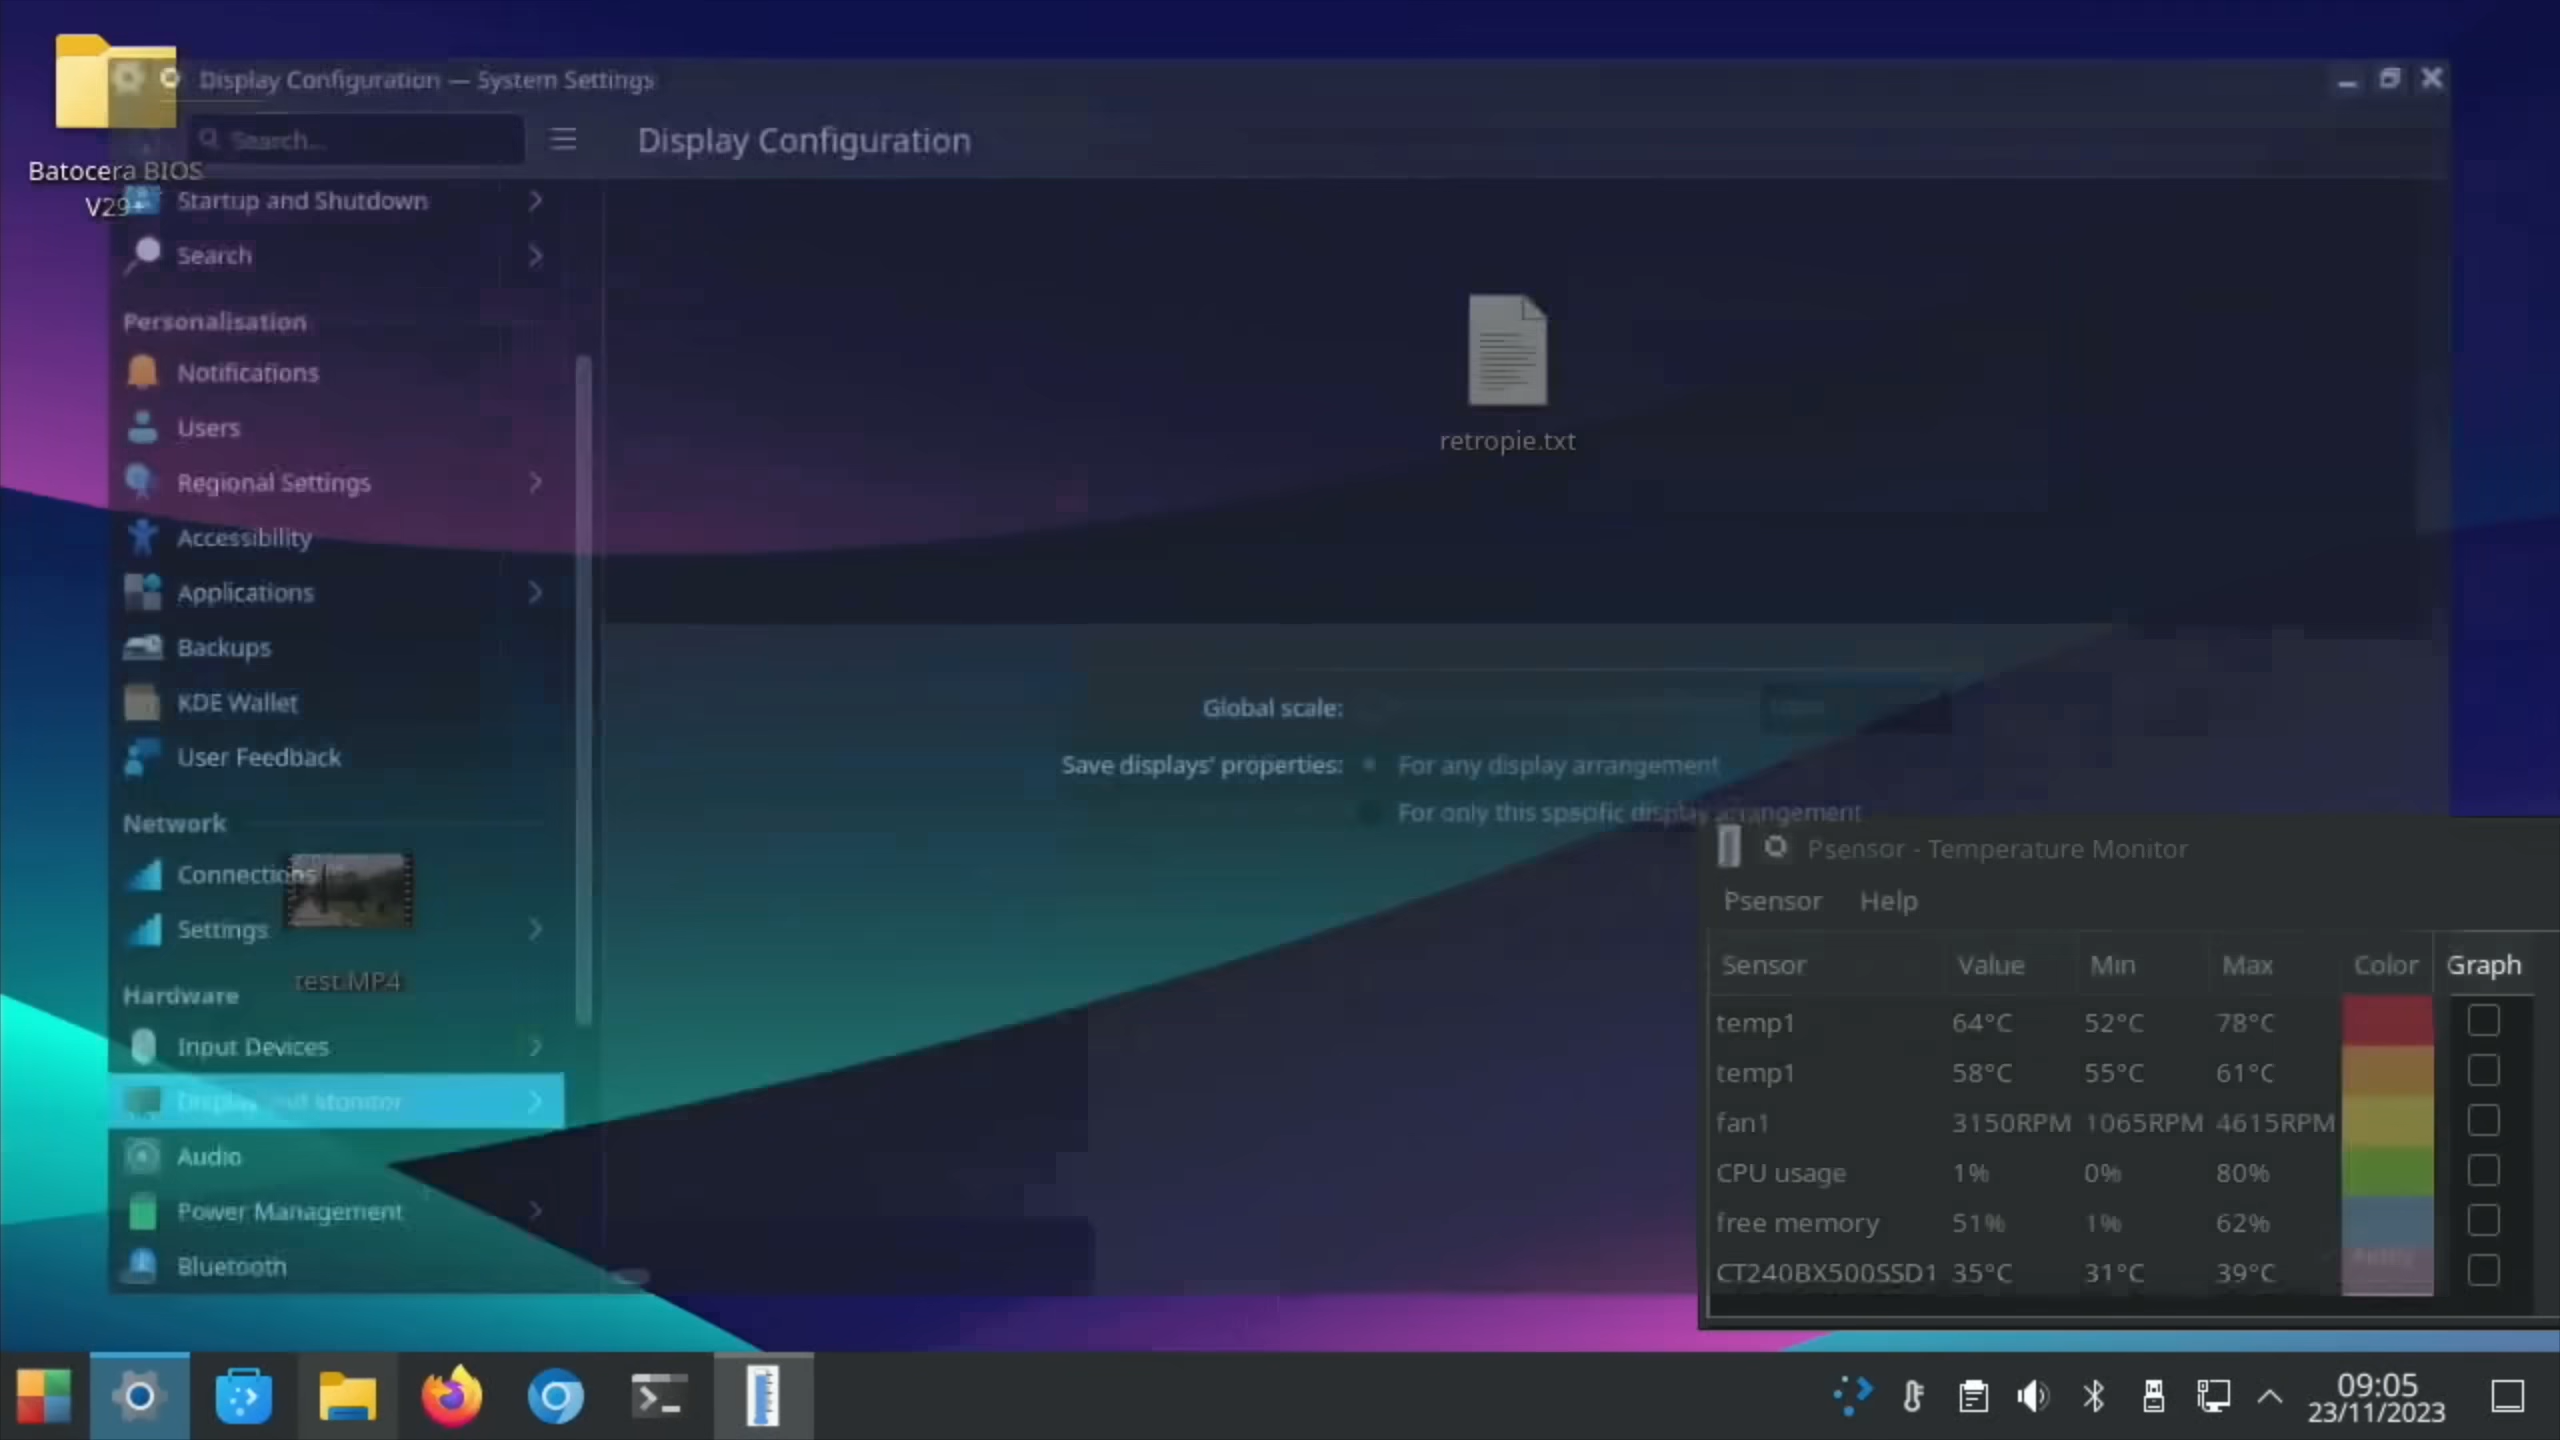 Display Configuration — System Settings
Batocera BIOS
V29+
Search...
Display Configuration
Startup and Shutdown
Search
Personalisation
Notifications
Users
Regional Settings
Accessibility
Applications
Backups
KDE Wallet
User Feedback
Network
Connections
Settings
test.MP4
Hardware
Input Devices
Display and Monitor
Audio
Power Management
Bluetooth
retropie.txt
Global scale:
Save displays' properties: For any display arrangement
For only this specific display arrangement
Psensor - Temperature Monitor
Psensor Help
Sensor Value Min Max Color Graph
temp1 64°C 52°C 78°C
temp1 58°C 55°C 61°C
fan1 3150RPM 1065RPM 4615RPM
CPU usage 1% 0% 80%
free memory 51% 1% 62%
CT240BX500SSD1 35°C 31°C 39°C
09:05
23/11/2023